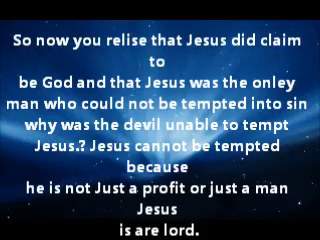 So now you relise that Jesus did claim
to
be God and that Jesus was the onley
man who could not be tempted into sin
why was the devil unable to tempt
Jesus.? Jesus cannot be tempted
because
he is not Just a profit or just a man
Jesus
is are lord.